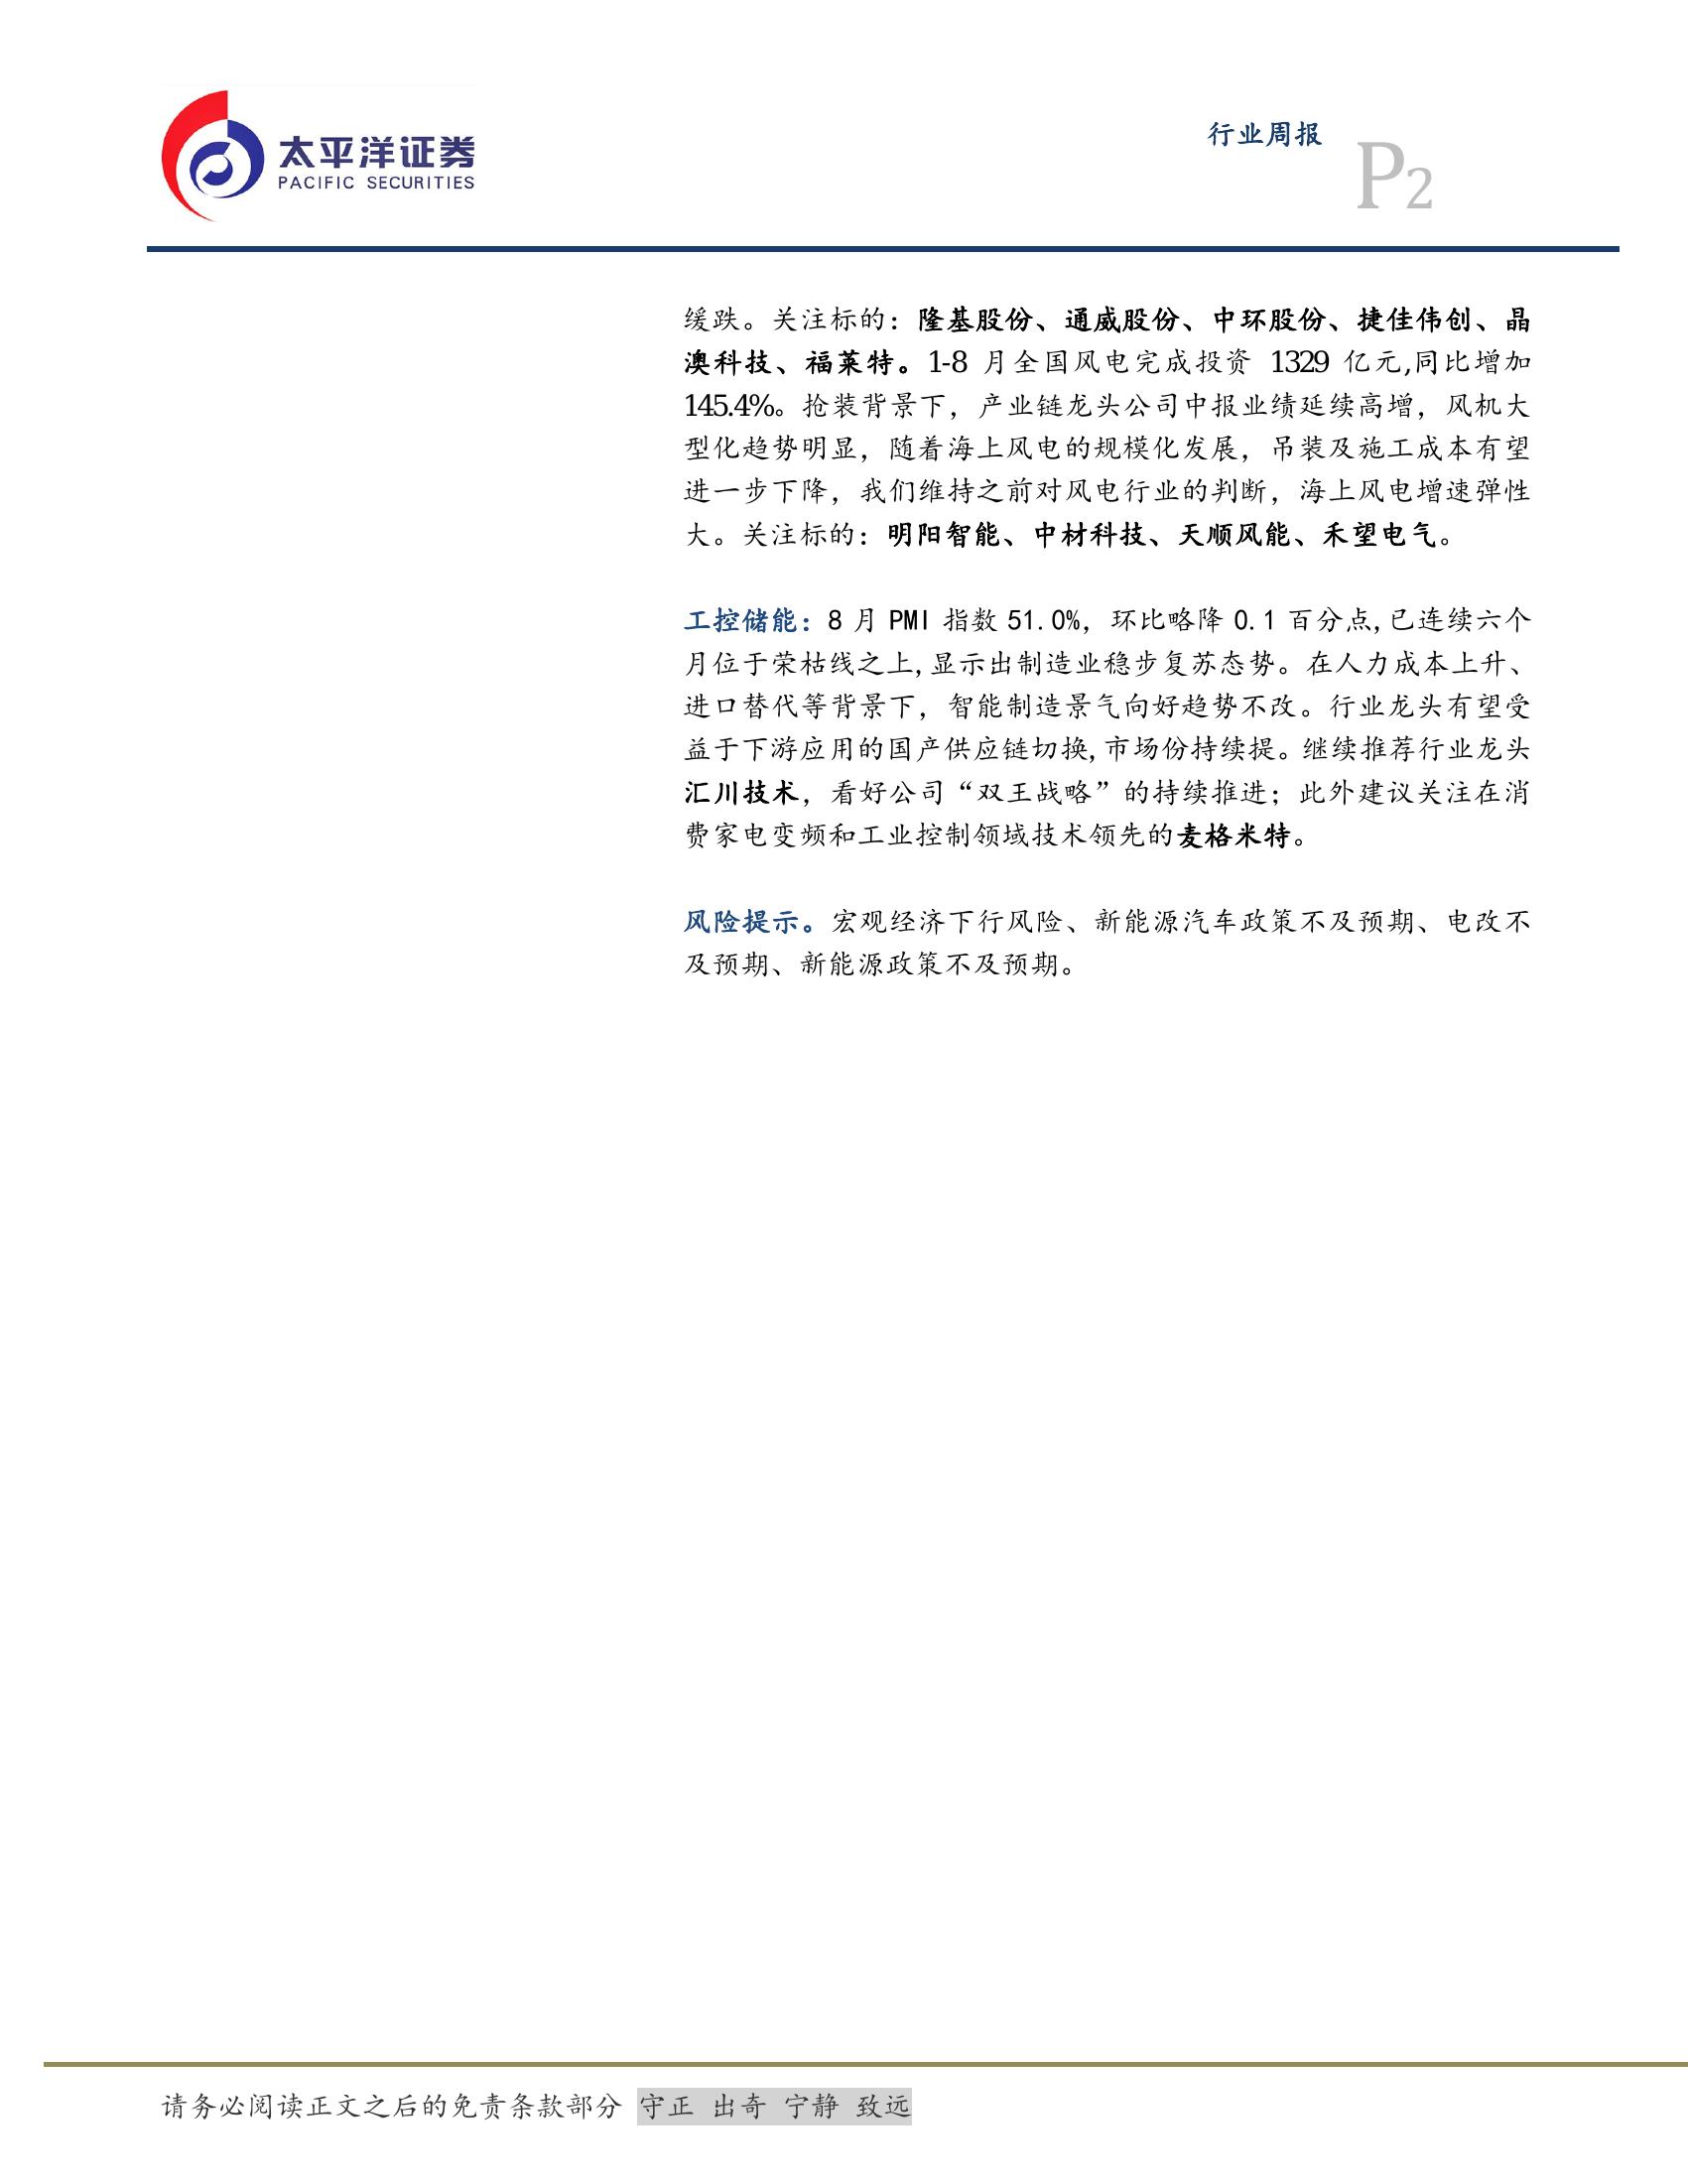 太平洋证券
PACIFIC SECURITIES
行业周报
P2
缓跌。关注标的：隆基股份、通威股份、中环股份、捷佳伟创、晶
澳科技、福莱特。1-8 月全国风电完成投资 1329 亿元,同比增加
145.4%。抢装背景下，产业链龙头公司中报业绩延续高增，风机大
型化趋势明显，随着海上风电的规模化发展，吊装及施工成本有望
进一步下降，我们维持之前对风电行业的判断，海上风电增速弹性
大。关注标的：明阳智能、中材科技、天顺风能、禾望电气。
工控储能：8 月 PMI 指数 51.0%，环比略降 0.1 百分点,已连续六个
月位于荣枯线之上,显示出制造业稳步复苏态势。在人力成本上升、
进口替代等背景下，智能制造景气向好趋势不改。行业龙头有望受
益于下游应用的国产供应链切换,市场份持续提。继续推荐行业龙头
汇川技术，看好公司“双王战略”的持续推进；此外建议关注在消
费家电变频和工业控制领域技术领先的麦格米特。
风险提示。宏观经济下行风险、新能源汽车政策不及预期、电改不
及预期、新能源政策不及预期。
请务必阅读正文之后的免责条款部分 守正 出奇 宁静 致远